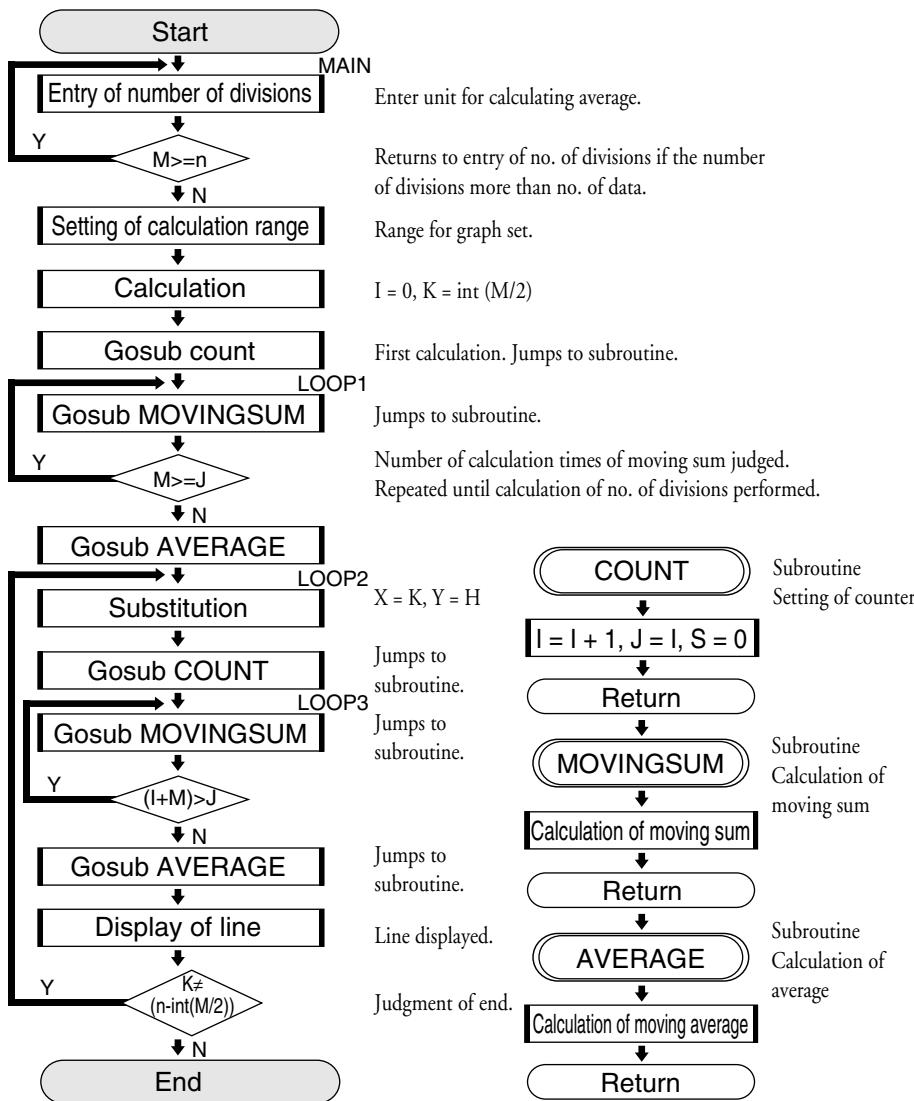 Start
MAIN
Entry of number of divisions
Enter unit for calculating average.
Y
M>=n
Returns to entry of no. of divisions if the number
of divisions more than no. of data.
N
Setting of calculation range
Range for graph set.
Calculation
I = 0, K = int (M/2)
Gosub count
First calculation. Jumps to subroutine.
LOOP1
Gosub MOVINGSUM
Jumps to subroutine.
Y
M>=J
Number of calculation times of moving sum judged.
Repeated until calculation of no. of divisions performed.
N
Gosub AVERAGE
LOOP2
Substitution
X = K, Y = H
Gosub COUNT
Jumps to
subroutine.
LOOP3
Gosub MOVINGSUM
Jumps to
subroutine.
Y
(I+M)>J
N
Gosub AVERAGE
Jumps to
subroutine.
Display of line
Line displayed.
Y
K≠
(n-int(M/2))
Judgment of end.
N
End
COUNT
Subroutine
Setting of counter
I = I + 1, J = I, S = 0
Return
MOVINGSUM
Subroutine
Calculation of
moving sum
Calculation of moving sum
Return
AVERAGE
Subroutine
Calculation of
average
Calculation of moving average
Return